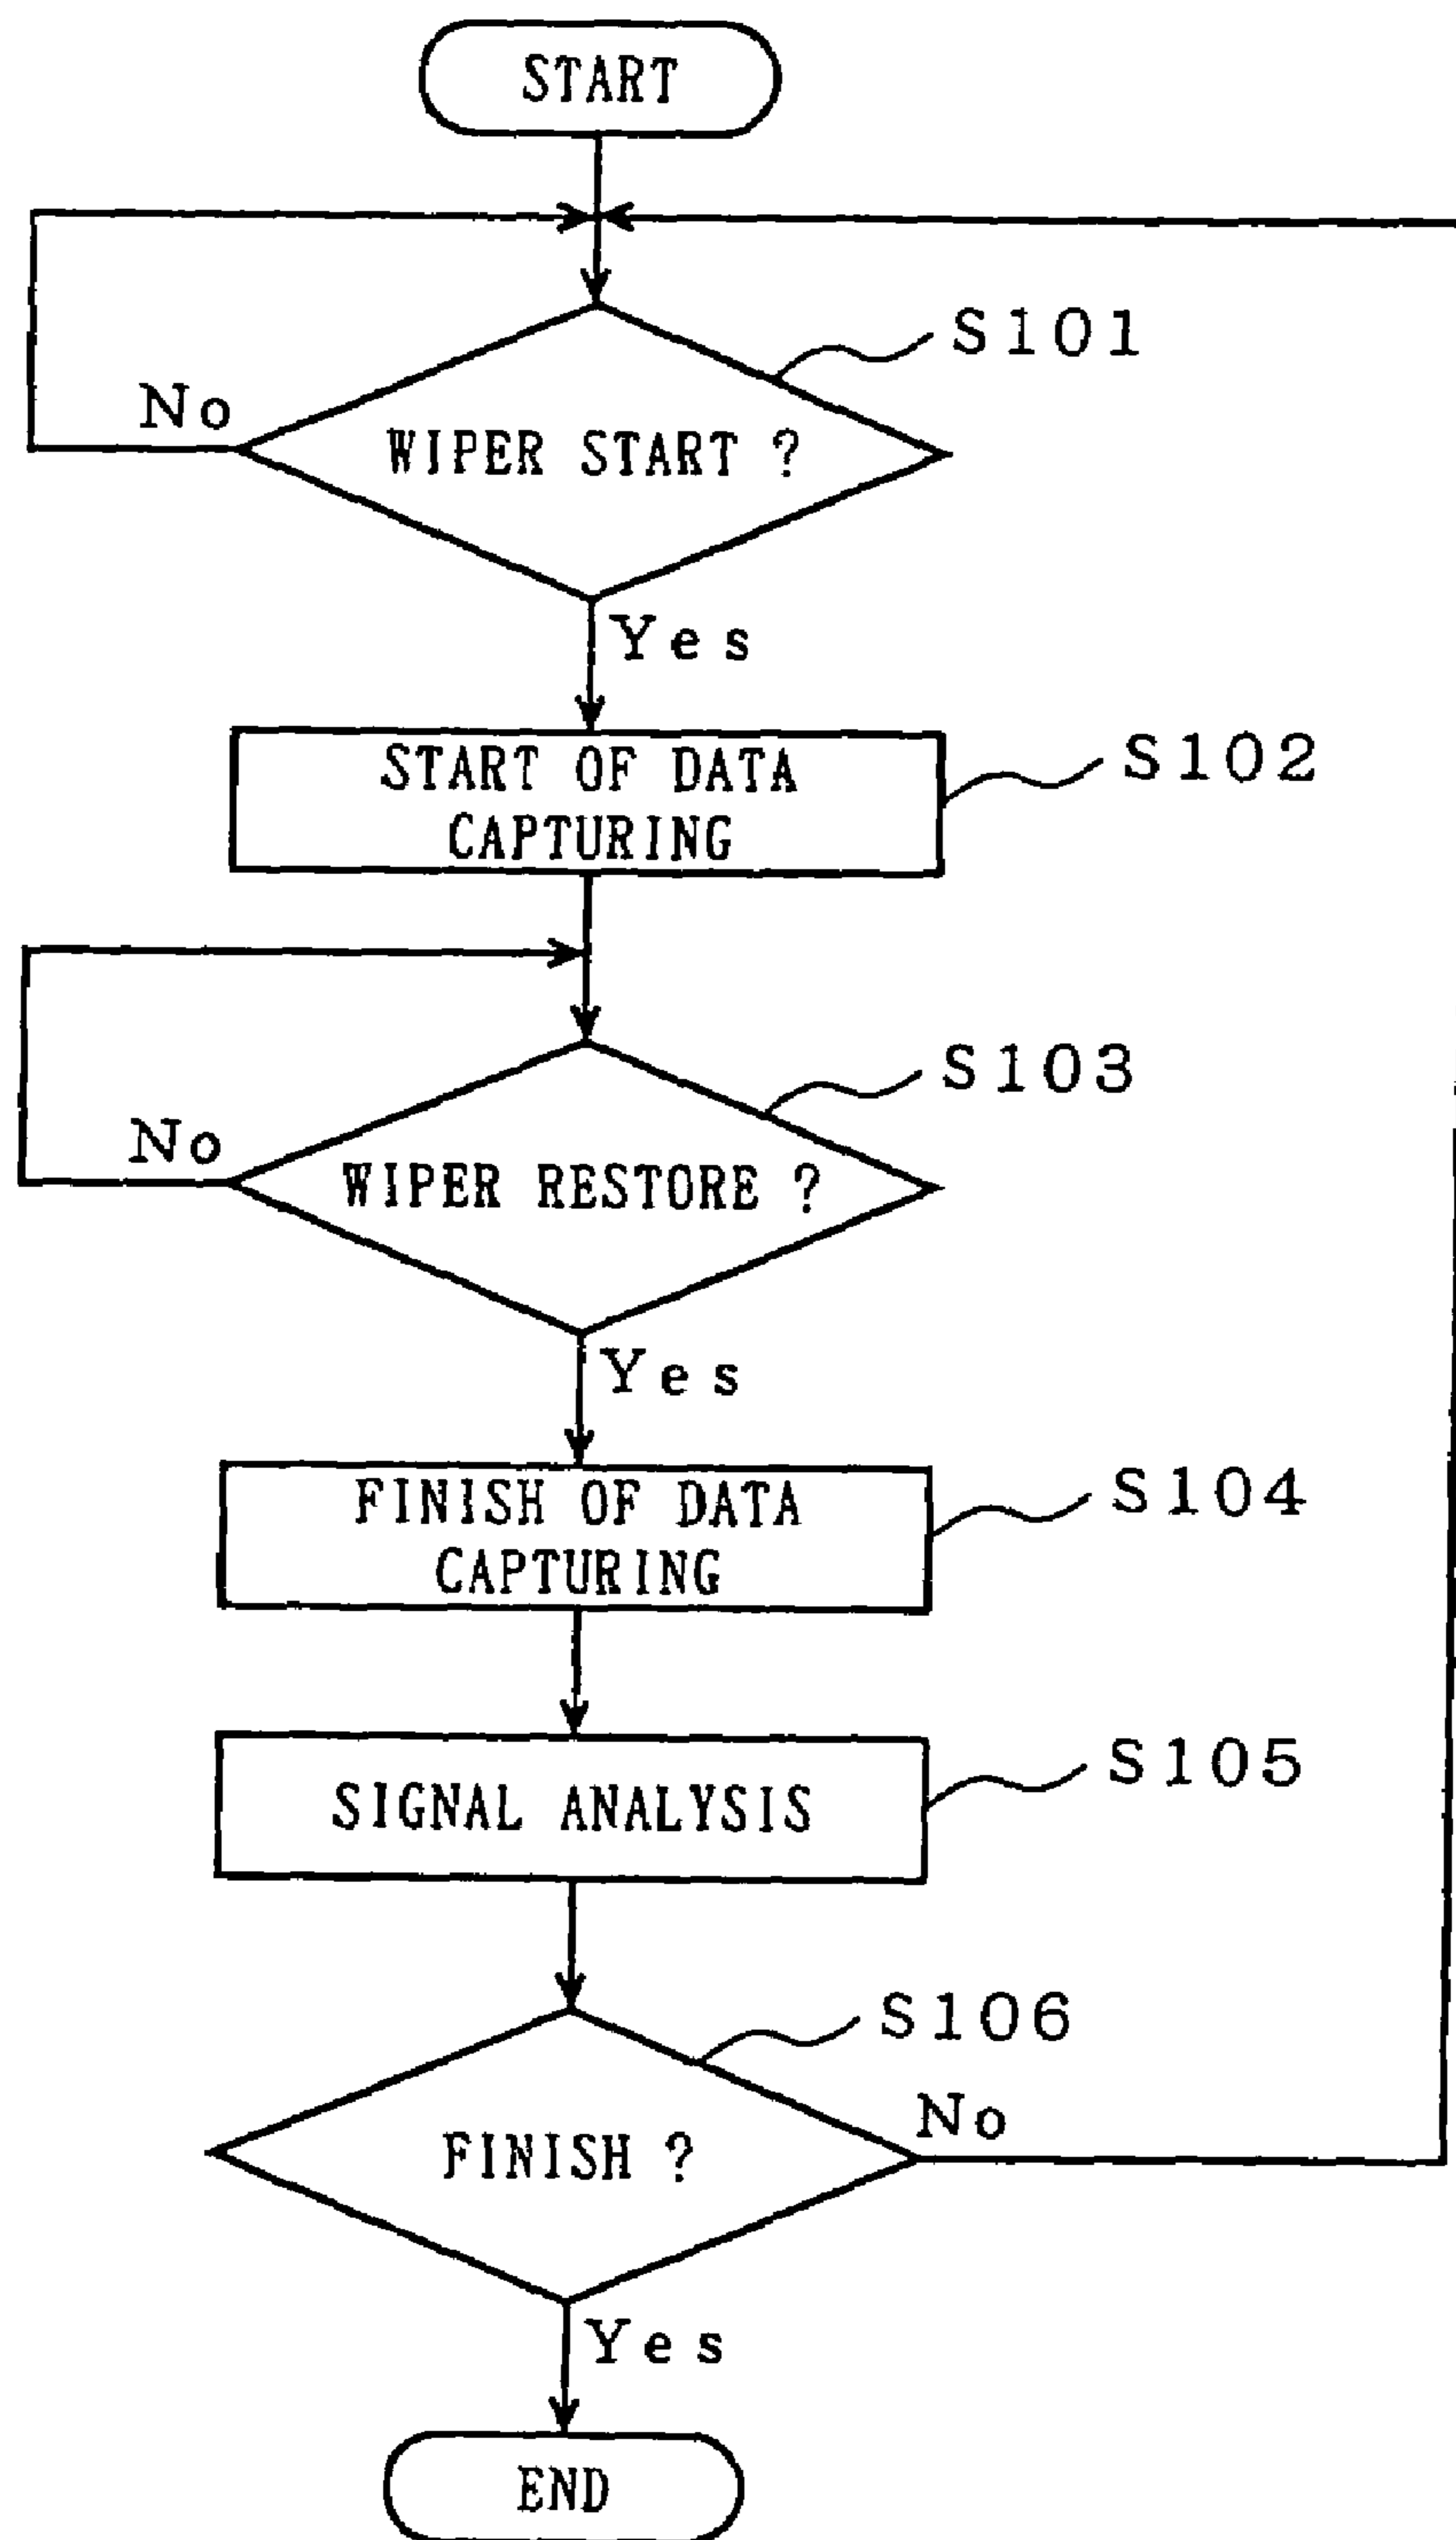 START
S101
No
WIPER START ?
Yes
START OF DATA
CAPTURING
S102
S103
No
WIPER RESTORE ?
Yes
FINISH OF DATA
CAPTURING
S104
SIGNAL ANALYSIS
S105
S106
No
FINISH ?
Yes
END